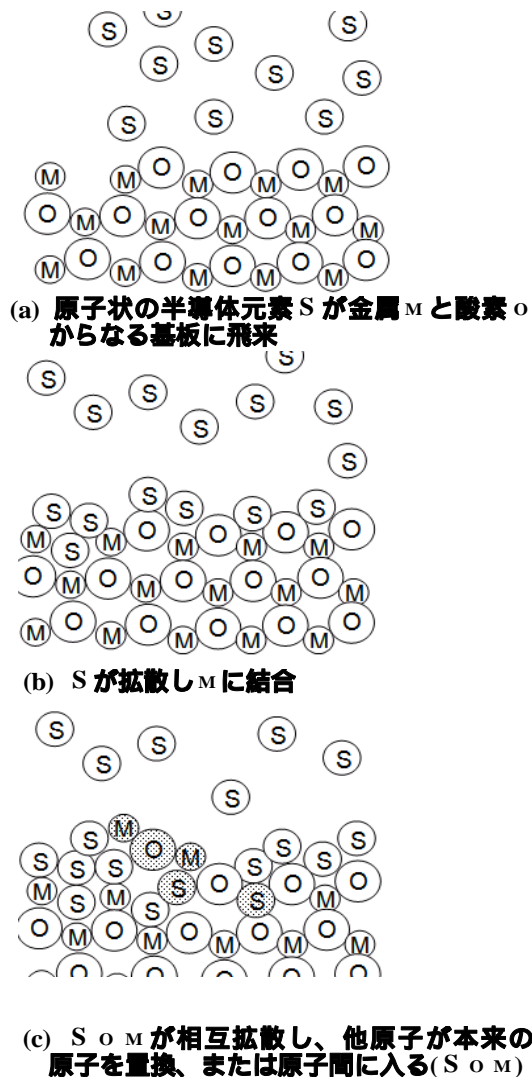 S S S
S S S
S S
S S S
M M O M O M O M O
O M O M O M O M O M
M O M O M O M O M O
(a) 原子状の半導体元素 S が金属 M と酸素 O
からなる基板に飛来
S
S S S S
S S
S
S S S S S S
M S M O M O M O M O
O M O M O M O M O M
M O M O M O M O M O
(b) S が拡散し M に結合
S S S S
S S
S M O M S S
S S S S S
M S M S S O S O M O
O M O M O M O M O M
O O O O O
(c) S O M が相互拡散し、他原子が本来の
原子を置換、または原子間に入る(S O M)